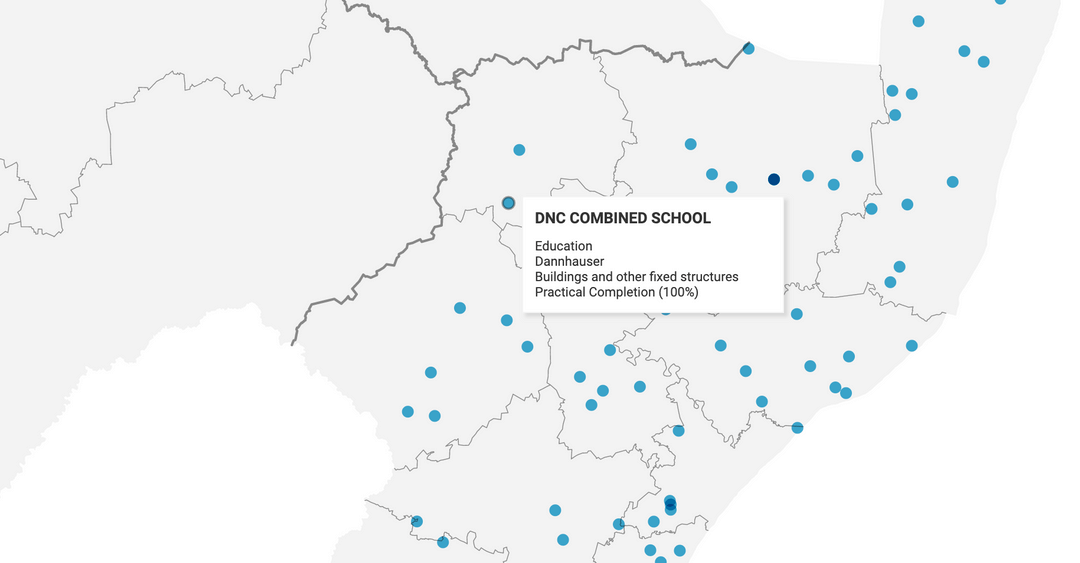 DNC COMBINED SCHOOL
Education
Dannhauser
Buildings and other fixed structures
Practical Completion (100%)